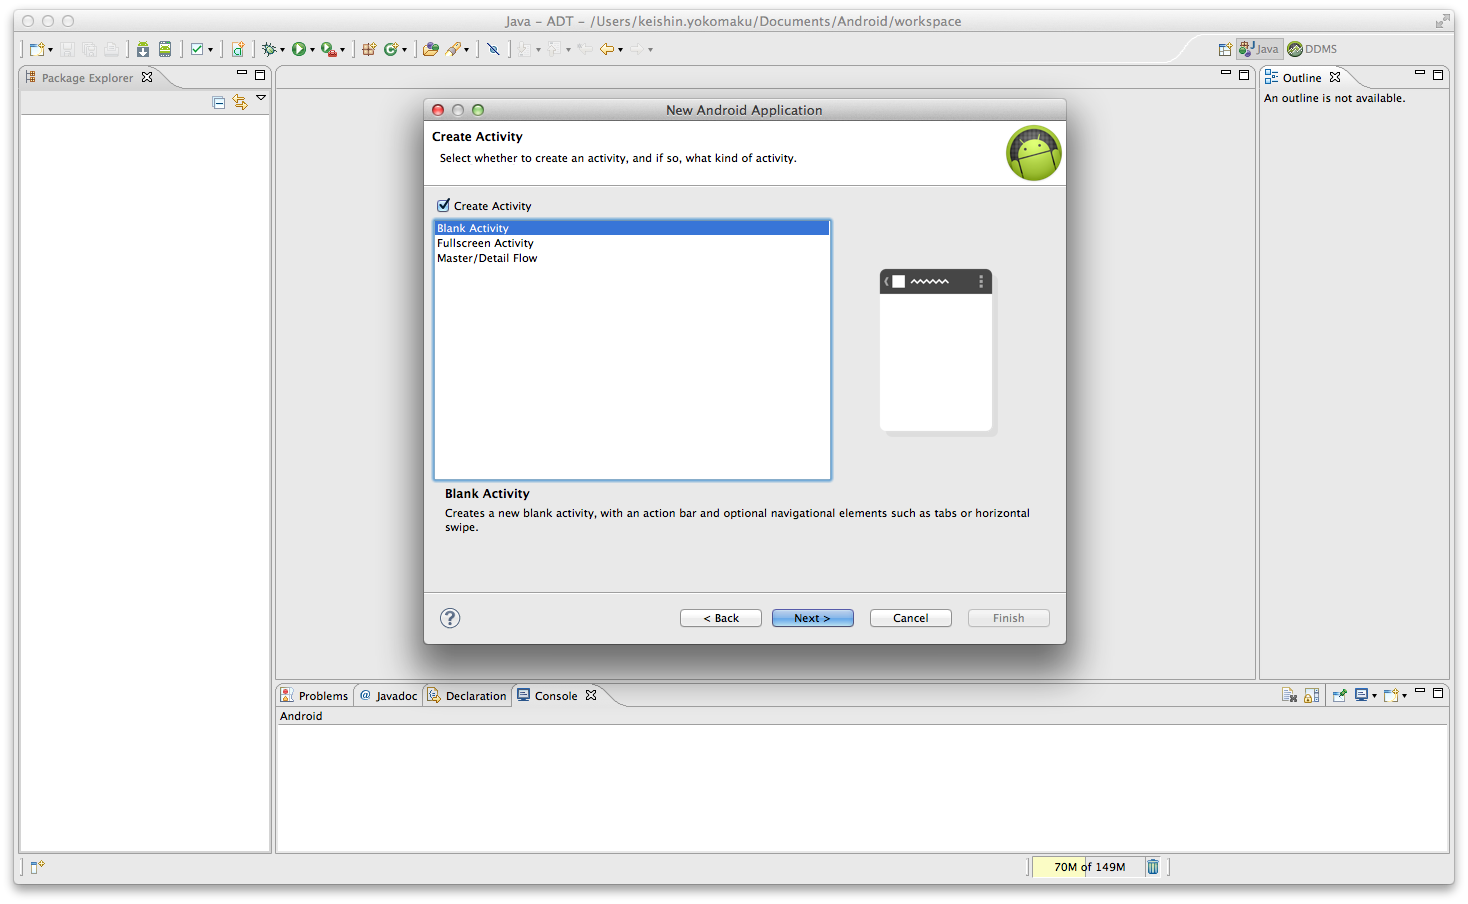 Java – ADT – /Users/keishin.yokomaku/Documents/Android/workspace
Java
DDMS
Package Explorer
Outline
An outline is not available.
New Android Application
Create Activity
Select whether to create an activity, and if so, what kind of activity.
Create Activity
Blank Activity
Fullscreen Activity
Master/Detail Flow
Blank Activity
Creates a new blank activity, with an action bar and optional navigational elements such as tabs or horizontal
swipe.
?
< Back
Next >
Cancel
Finish
Problems
@ Javadoc
Declaration
Console
Android
70M of 149M